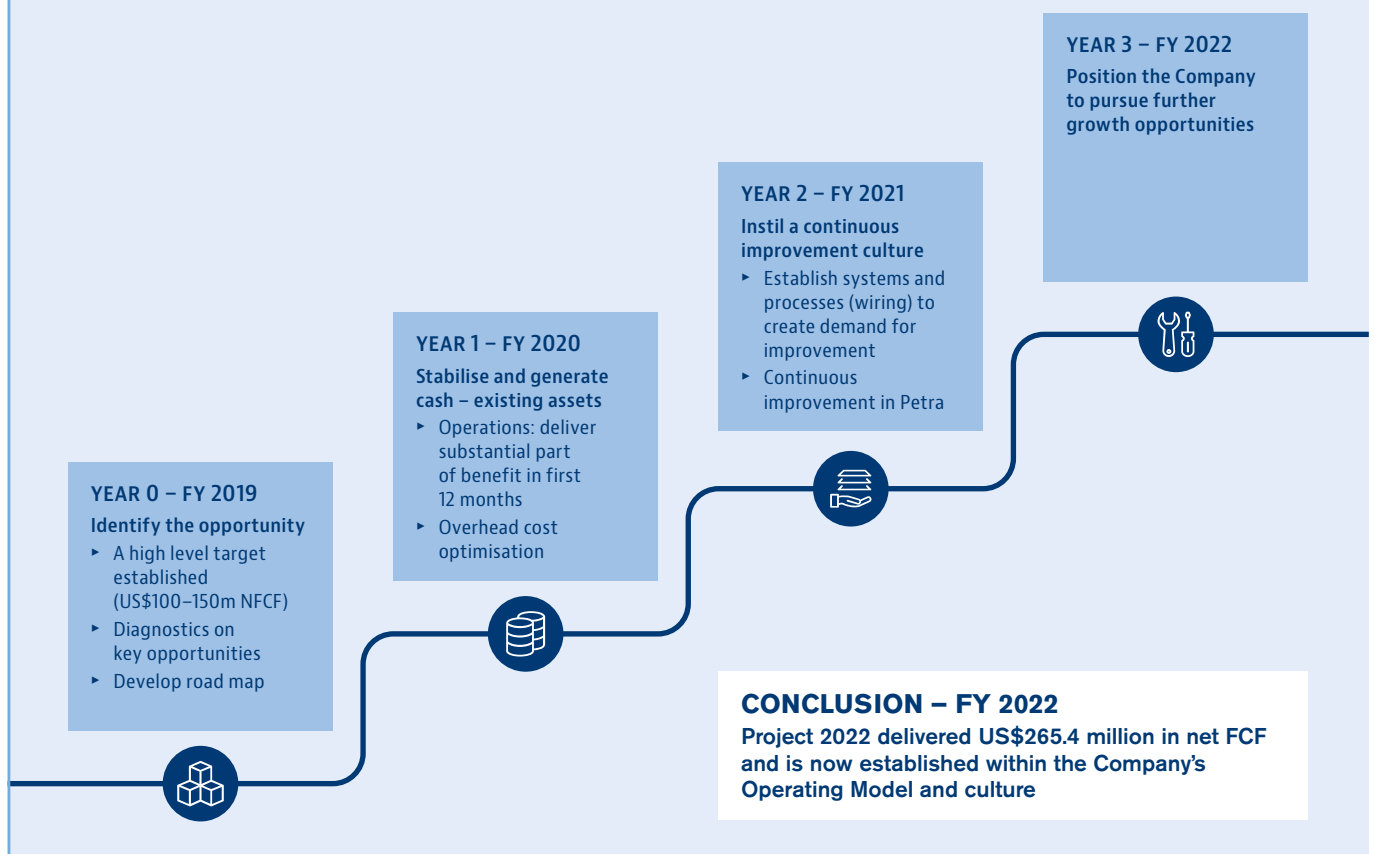 YEAR 0 – FY 2019
Identify the opportunity
▸ A high level target
established
(US$100–150m NFCF)
▸ Diagnostics on
key opportunities
▸ Develop road map
YEAR 1 – FY 2020
Stabilise and generate
cash – existing assets
▸ Operations: deliver
substantial part
of benefit in first
12 months
▸ Overhead cost
optimisation
YEAR 2 – FY 2021
Instil a continuous
improvement culture
▸ Establish systems and
processes (wiring) to
create demand for
improvement
▸ Continuous
improvement in Petra
YEAR 3 – FY 2022
Position the Company
to pursue further
growth opportunities
CONCLUSION – FY 2022
Project 2022 delivered US$265.4 million in net FCF
and is now established within the Company’s
Operating Model and culture